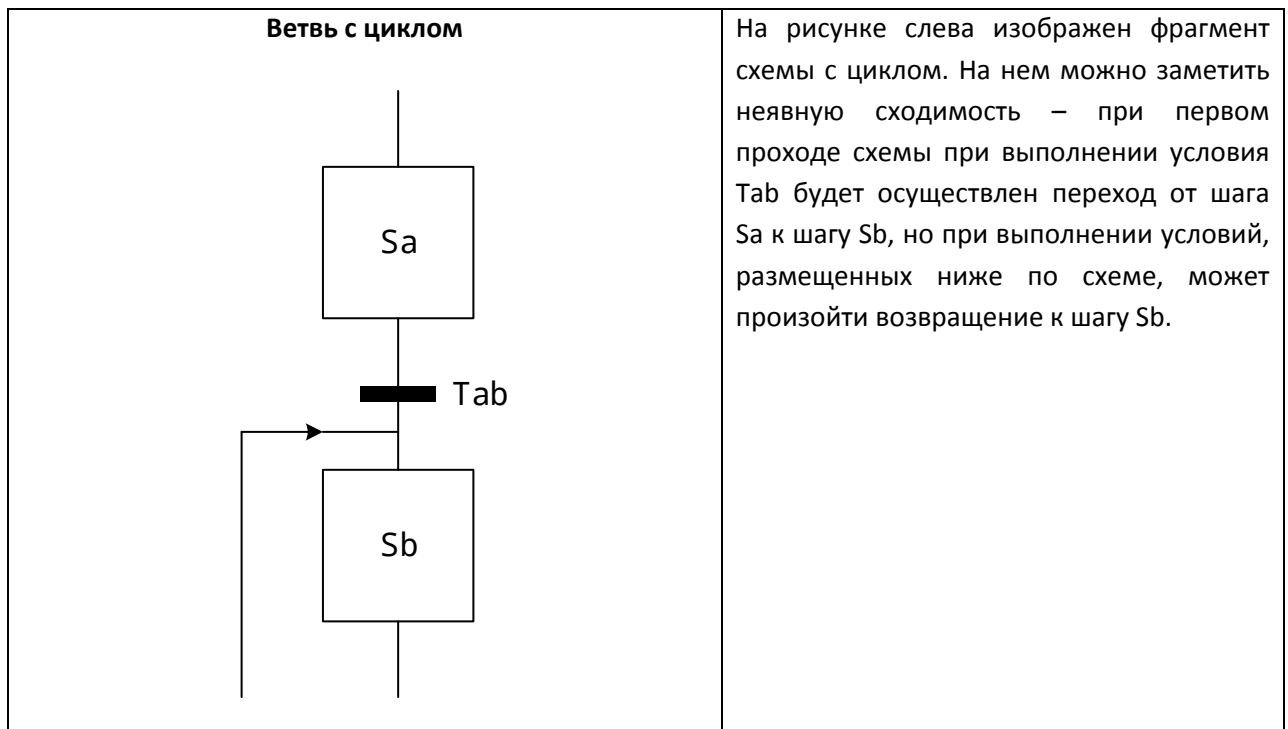 Ветвь с циклом
Sa
Tab
Sb
На рисунке слева изображен фрагмент
схемы с циклом. На нем можно заметить
неявную сходимость – при первом
проходе схемы при выполнении условия
Tab будет осуществлен переход от шага
Sa к шагу Sb, но при выполнении условий,
размещенных ниже по схеме, может
произойти возвращение к шагу Sb.